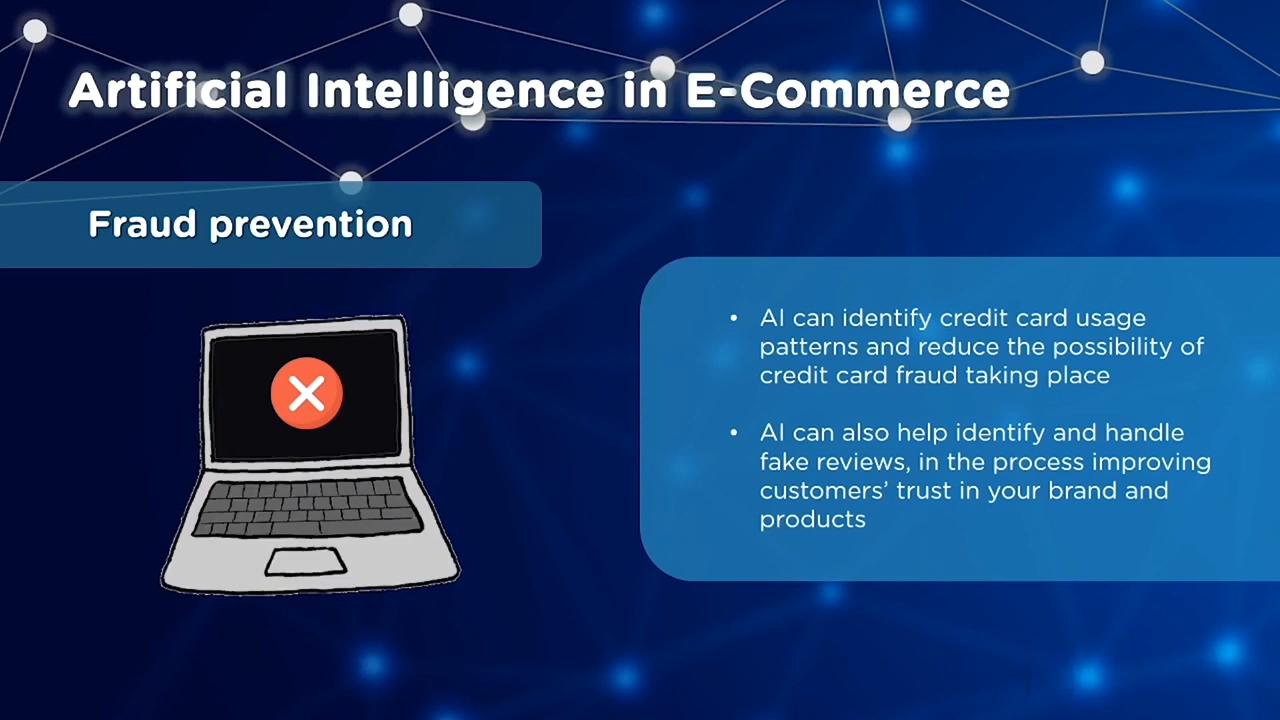 Artificial Intelligence in E-Commerce
Fraud prevention
• AI can identify credit card usage
patterns and reduce the possibility of
credit card fraud taking place
• AI can also help identify and handle
fake reviews, in the process improving
customers’ trust in your brand and
products